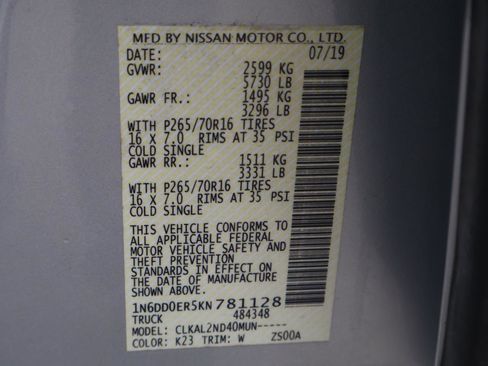 MFD BY NISSAN MOTOR CO., LTD.
DATE: 07/19
GVWR: 2599 KG
5730 LB
GAWR FR.: 1495 KG
3296 LB
WITH P265/70R16 TIRES
16 X 7.0 RIMS AT 35 PSI
COLD SINGLE
GAWR RR.: 1511 KG
3331 LB
WITH P265/70R16 TIRES
16 X 7.0 RIMS AT 35 PSI
COLD SINGLE
THIS VEHICLE CONFORMS TO
ALL APPLICABLE FEDERAL
MOTOR VEHICLE SAFETY AND
THEFT PREVENTION
STANDARDS IN EFFECT ON
THE DATE OF MANUFACTURE
1N6DD0ER5KN781128
TRUCK 484348
MODEL: CLKAL2ND40MUN-----
COLOR: K23 TRIM: W ZS00A